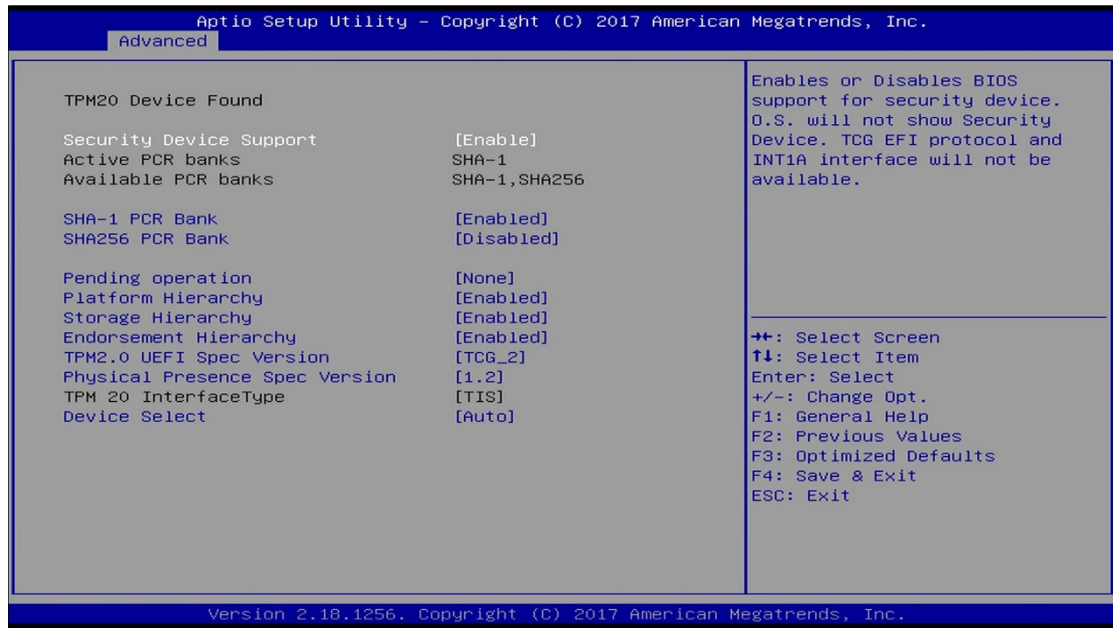 Aptio Setup Utility – Copyright (C) 2017 American Megatrends, Inc.
Advanced
TPM20 Device Found
Security Device Support [Enable]
Active PCR banks SHA-1
Available PCR banks SHA-1,SHA256
SHA-1 PCR Bank [Enabled]
SHA256 PCR Bank [Disabled]
Pending operation [None]
Platform Hierarchy [Enabled]
Storage Hierarchy [Enabled]
Endorsement Hierarchy [Enabled]
TPM2.0 UEFI Spec Version [TCG_2]
Physical Presence Spec Version [1.2]
TPM 20 InterfaceType [TIS]
Device Select [Auto]
Enables or Disables BIOS
support for security device.
O.S. will not show Security
Device. TCG EFI protocol and
INT1A interface will not be
available.
→←: Select Screen
↑↓: Select Item
Enter: Select
+/-: Change Opt.
F1: General Help
F2: Previous Values
F3: Optimized Defaults
F4: Save & Exit
ESC: Exit
Version 2.18.1256. Copyright (C) 2017 American Megatrends, Inc.